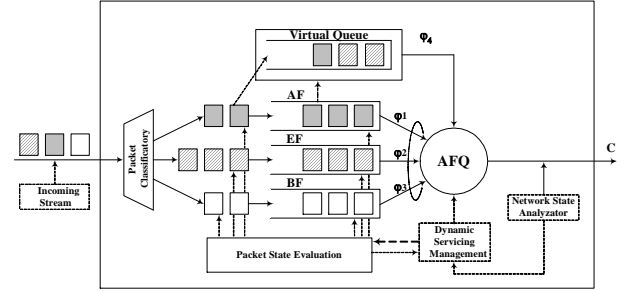 Virtual Queue
φ4
AF
φ1
Packet
Classificatory
EF
φ2
AFQ
C
BF
φ3
Incoming
Stream
Network State
Analyzator
Dynamic
Servicing
Management
Packet State Evaluation